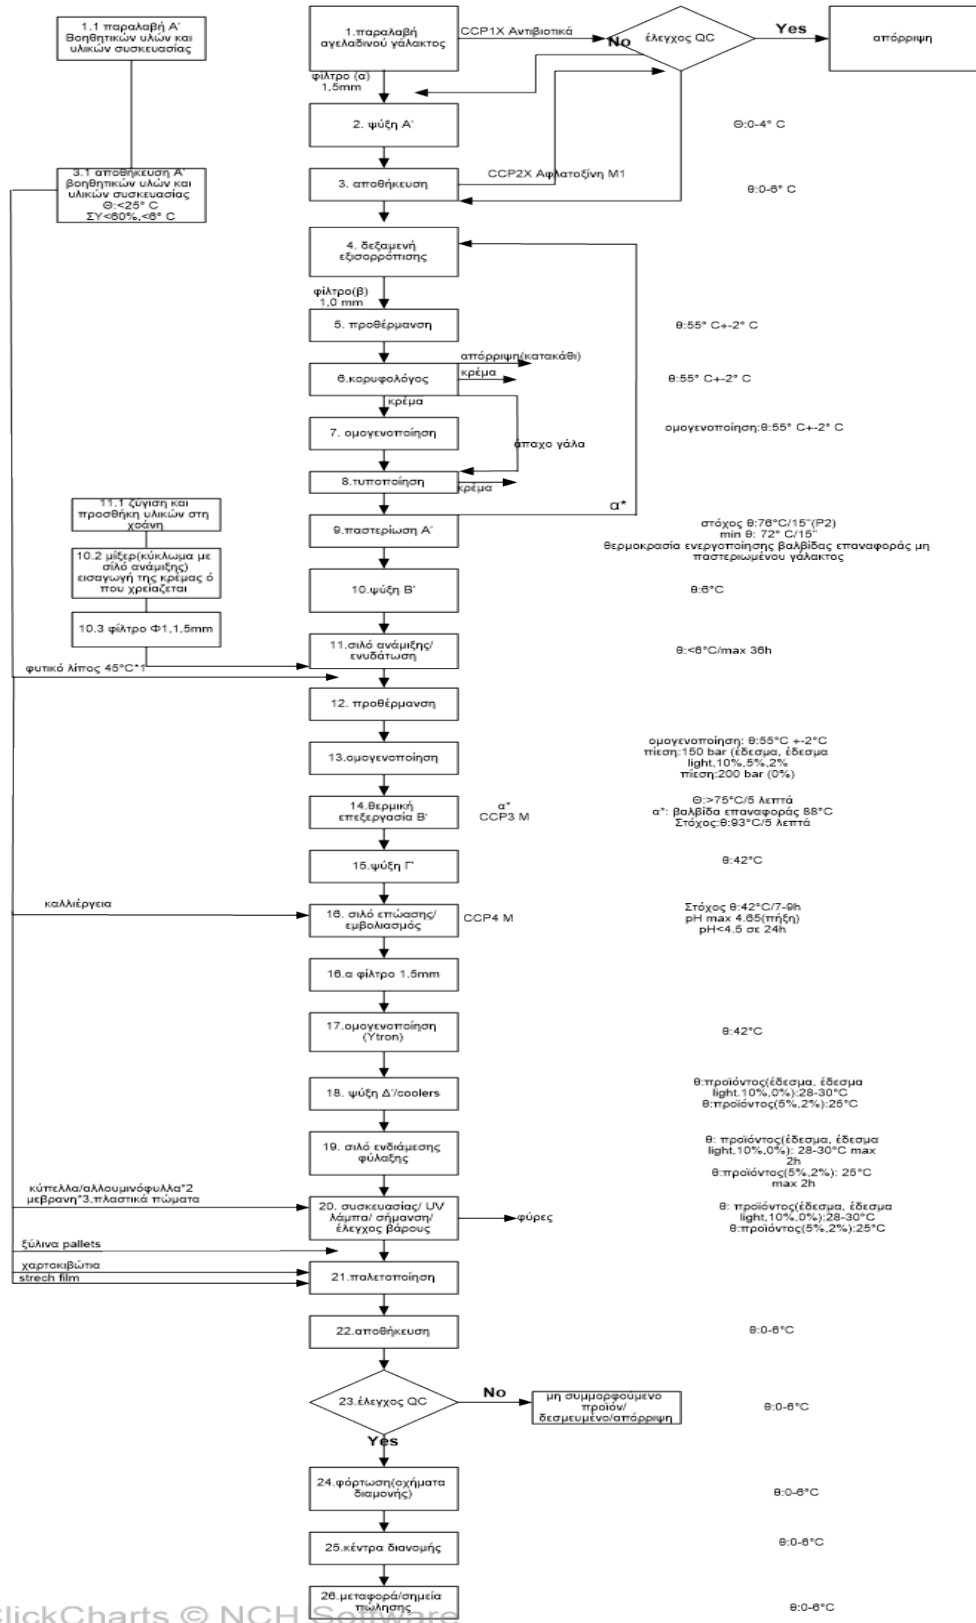 1.1 παραλαβή Α'
Βοηθητικών υλών και
υλικών συσκευασίας
1.παραλαβή
αγελαδινού γάλακτος
CCP1X Αντιβιοτικά
No
έλεγχος QC
Yes
απόρριψη
φίλτρο (α)
1,5mm
2. ψύξη Α'
Θ:0-4° C
3.1 αποθήκευση Α'
βοηθητικών υλών και
υλικών συσκευασίας
Θ:<25° C
ΣΥ<60%,<6° C
3. αποθήκευση
CCP2X Αφλατοξίνη Μ1
θ:0-6° C
4. δεξαμενή
εξισορρόπισης
φίλτρο(β)
1,0 mm
5. προθέρμανση
θ:55° C+-2° C
απόρριψη(κατακάθι)
κρέμα
6.κορυφολόγος
θ:55° C+-2° C
κρέμα
7. ομογενοποίηση
ομογενοποίηση:θ:55° C+-2° C
άπαχο γάλα
8.τυποποίηση
κρέμα
α*
9.παστερίωση Α'
στόχος θ:76°C/15"(P2)
min θ: 72° C/15"
θερμοκρασία ενεργοποίησης βαλβίδας επαναφοράς μη
παστεριωμένου γάλακτος
11.1 ζύγιση και
προσθήκη υλικών στη
χοάνη
10.2 μίξερ(κύκλωμα με
σιλό ανάμιξης)
εισαγωγή της κρέμας ό
που χρειάζεται
10.3 φίλτρο Φ1,1,5mm
10.ψύξη Β'
θ:6°C
11.σιλό ανάμιξης/
ενυδάτωση
θ:<6°C/max 36h
φυτικό λίπος 45°C*1
12. προθέρμανση
13.ομογενοποίηση
ομογενοποίηση: θ:55°C +-2°C
πίεση:150 bar (έδεσμα, έδεσμα
light,10%,5%,2%
πίεση:200 bar (0%)
14.θερμική
επεξεργασία Β'
α*
CCP3 M
Θ:>75°C/5 λεπτά
α*: βαλβίδα επαναφοράς 88°C
Στόχος:θ:93°C/5 λεπτά
15.ψύξη Γ'
θ:42°C
καλλιέργεια
16. σιλό επώασης/
εμβολιασμός
CCP4 M
Στόχος θ:42°C/7-9h
pH max 4.65(πήξη)
pH<4.5 σε 24h
16.α φίλτρο 1.5mm
17.ομογενοποίηση
(Ytron)
θ:42°C
18. ψύξη Δ'/coolers
θ:προϊόντος(έδεσμα, έδεσμα
light,10%,0%):28-30°C
θ:προϊόντος(5%,2%):25°C
19. σιλό ενδιάμεσης
φύλαξης
θ: προϊόντος(έδεσμα, έδεσμα
light,10%,0%): 28-30°C max
2h
θ:προϊόντος(5%,2%): 25°C
max 2h
κύπελλα/αλλουμινόφυλλα*2
μεβρανη*3,πλαστικά πώματα
20. συσκευασίας/ UV
λάμπα/ σήμανση/
έλεγχος βάρους
φύρες
θ: προϊόντος(έδεσμα, έδεσμα
light,10%,0%):28-30°C
θ:προϊόντος(5%,2%):25°C
ξύλινα pallets
χαρτοκιβώτια
strech film
21.παλετοποίηση
22.αποθήκευση
θ:0-6°C
23.έλεγχος QC
No
μη συμμορφούμενο
προϊόν/
δεσμευμένο/απόρριψη
θ:0-6°C
Yes
24.φόρτωση(οχήματα
διαμονής)
θ:0-6°C
25.κέντρα διανομής
θ:0-6°C
26.μεταφορά/σημεία
πώλησης
θ:0-6°C
ClickCharts © NCH Software